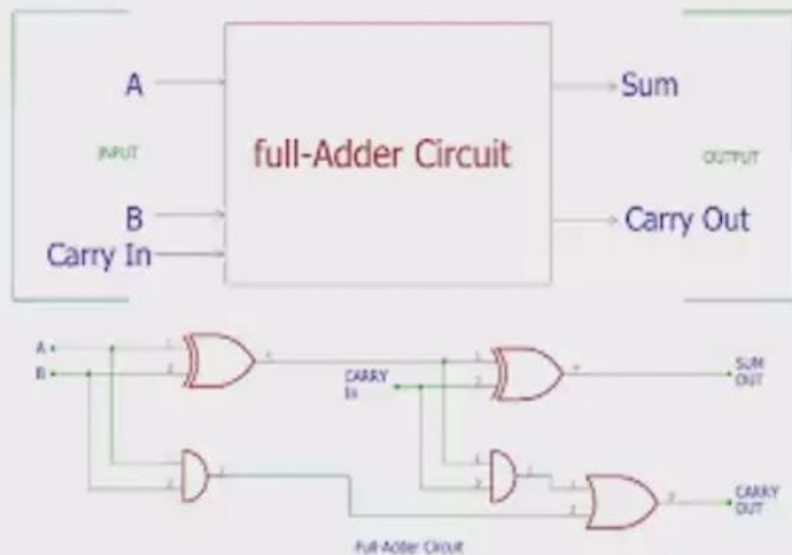 A
Sum
INPUT
full-Adder Circuit
OUTPUT
B
Carry Out
Carry In
A
B
CARRY
In
SUM
OUT
CARRY
OUT
Full-Adder Circuit